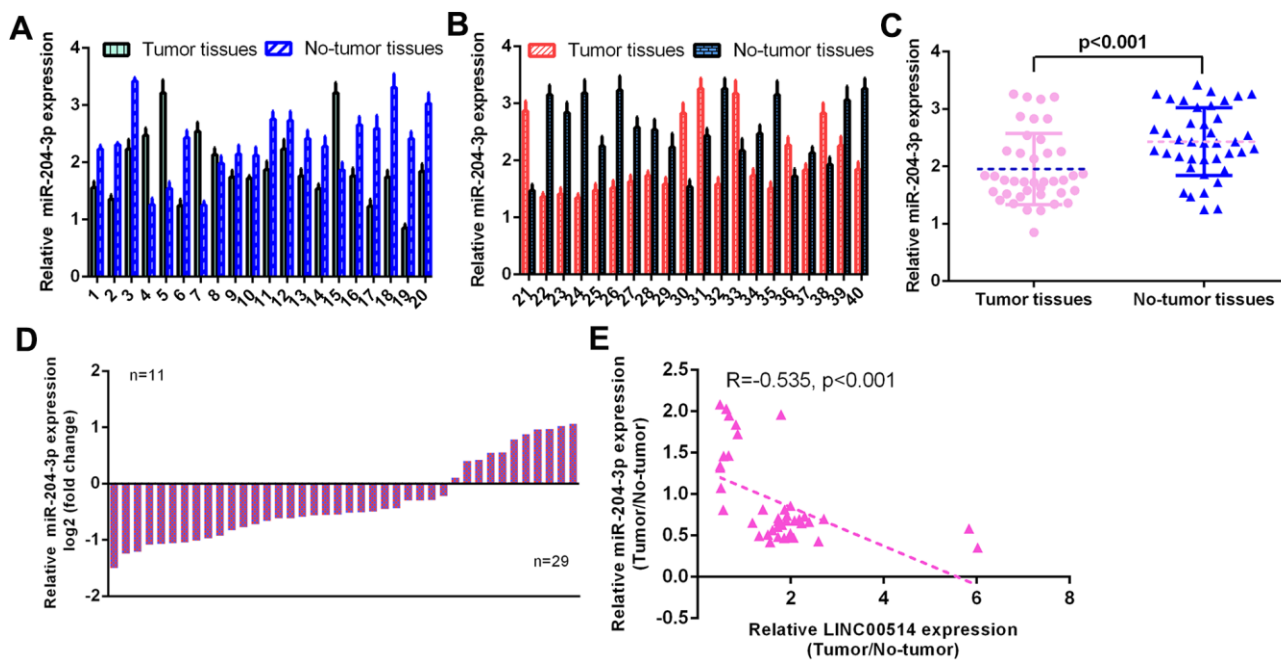 A
Relative miR-204-3p expression
Tumor tissues
No-tumor tissues
4
3
2
1
0
1 2 3 4 5 6 7 8 9 10 11 12 13 14 15 16 17 18 19 20
B
Relative miR-204-3p expression
Tumor tissues
No-tumor tissues
4
3
2
1
0
21 22 23 24 25 26 27 28 29 30 31 32 33 34 35 36 37 38 39 40
C
Relative miR-204-3p expression
p<0.001
4
3
2
1
0
Tumor tissues No-tumor tissues
D
Relative miR-204-3p expression
log2 (fold change)
n=11
2
1
0
-1
-2
n=29
E
Relative miR-204-3p expression
(Tumor/No-tumor)
R=-0.535, p<0.001
2.5
2.0
1.5
1.0
0.5
0.0
-0.5
2 4 6 8
Relative LINC00514 expression
(Tumor/No-tumor)